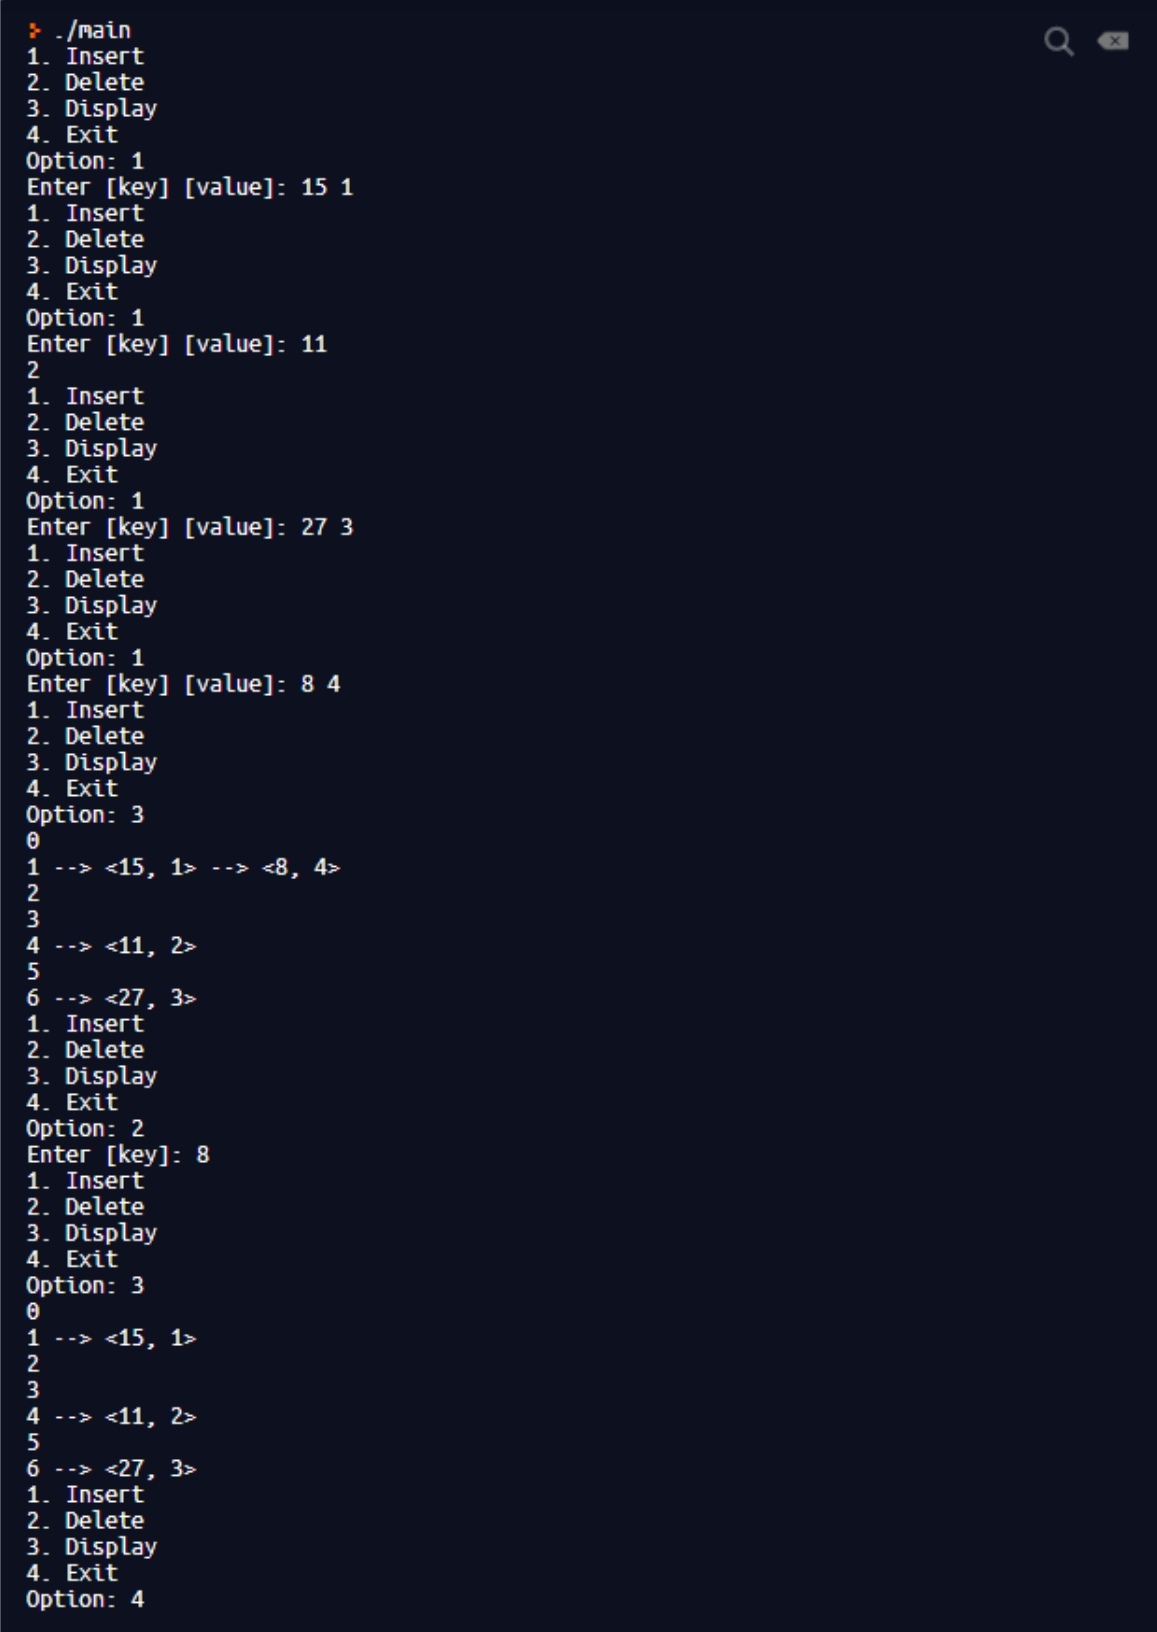 ./main
1. Insert
2. Delete
3. Display
4. Exit
Option: 1
Enter [key] [value]: 15 1
1. Insert
2. Delete
3. Display
4. Exit
Option: 1
Enter [key] [value]: 11
2
1. Insert
2. Delete
3. Display
4. Exit
Option: 1
Enter [key] [value]: 27 3
1. Insert
2. Delete
3. Display
4. Exit
Option: 1
Enter [key] [value]: 8 4
1. Insert
2. Delete
3. Display
4. Exit
Option: 3
0
1 --> <15, 1> --> <8, 4>
2
3
4 --> <11, 2>
5
6 --> <27, 3>
1. Insert
2. Delete
3. Display
4. Exit
Option: 2
Enter [key]: 8
1. Insert
2. Delete
3. Display
4. Exit
Option: 3
0
1 --> <15, 1>
2
3
4 --> <11, 2>
5
6 --> <27, 3>
1. Insert
2. Delete
3. Display
4. Exit
Option: 4